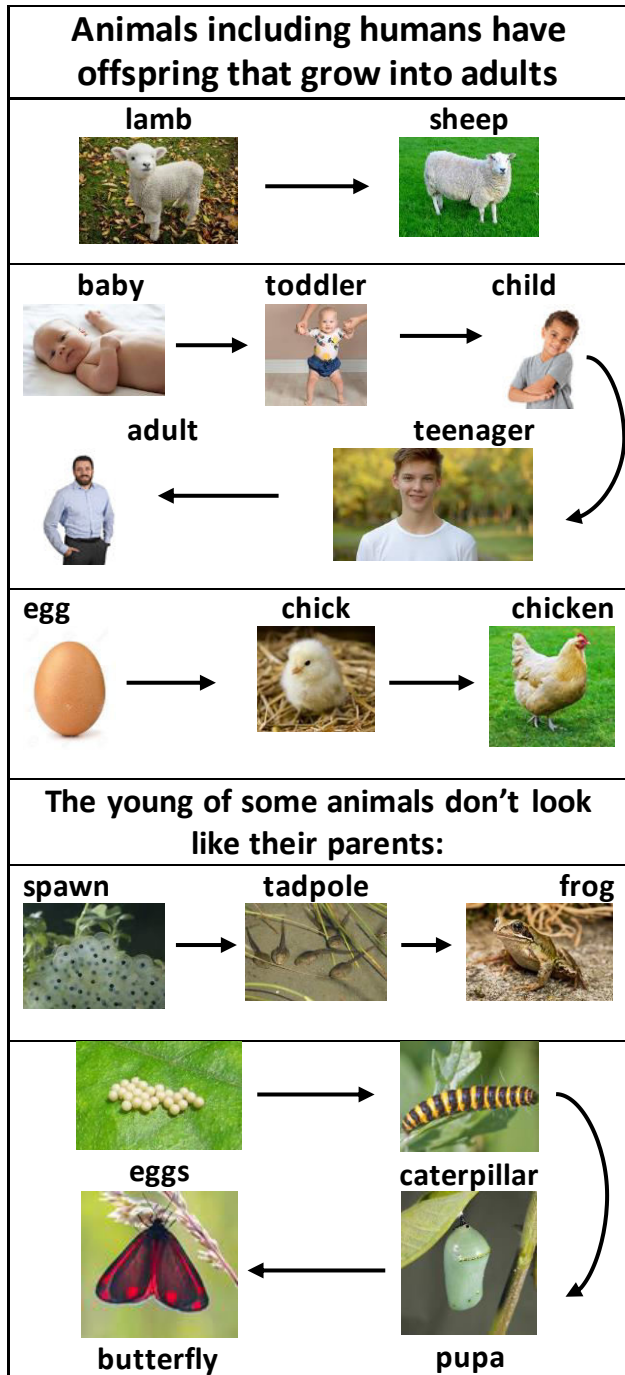 Animals including humans have
offspring that grow into adults
lamb sheep
baby toddler child
adult teenager
egg chick chicken
The young of some animals don’t look
like their parents:
spawn tadpole frog
eggs caterpillar
butterfly pupa